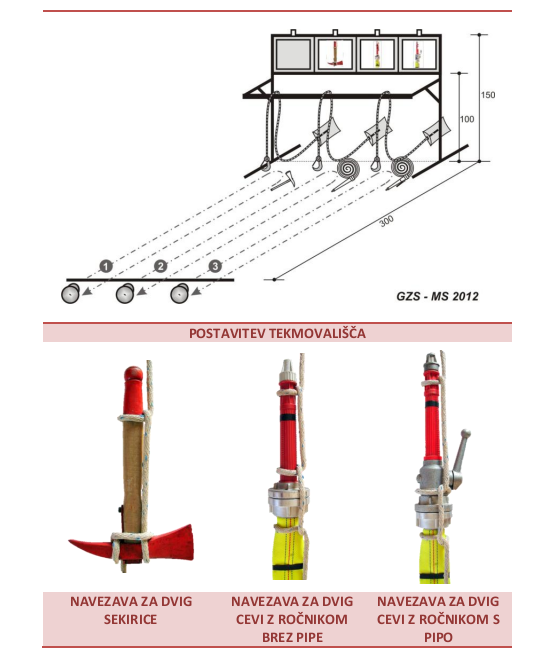 150
100
300
1
2
3
GZS - MS 2012
POSTAVITEV TEKMOVALIŠČA
NAVEZAVA ZA DVIG
SEKIRICE
NAVEZAVA ZA DVIG
CEVI Z ROČNIKOM
BREZ PIPE
NAVEZAVA ZA DVIG
CEVI Z ROČNIKOM S
PIPO